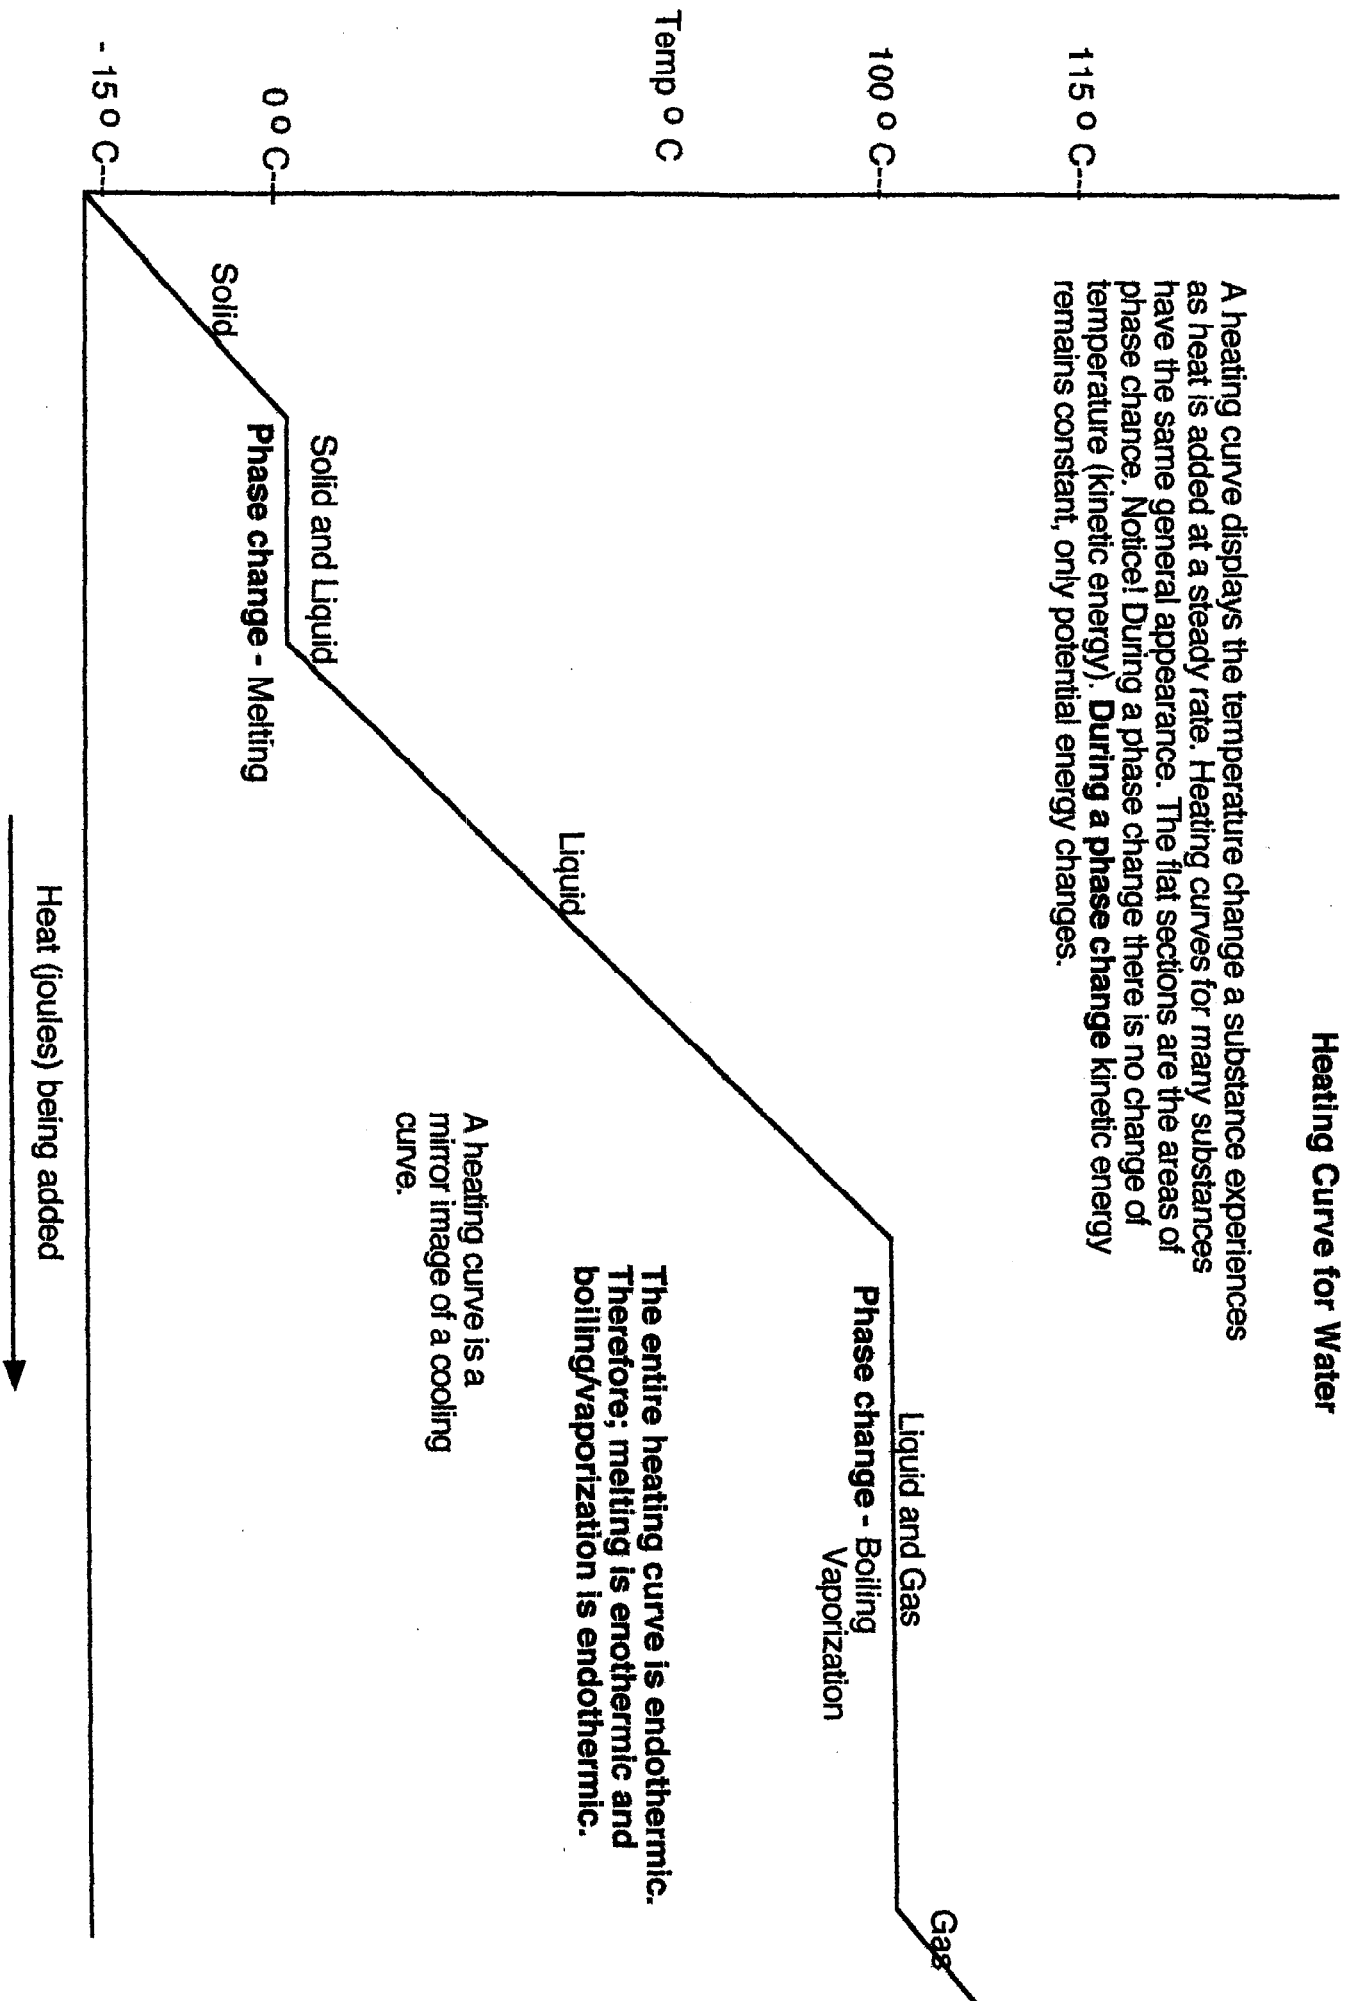 Heating Curve for Water
A heating curve displays the temperature change a substance experiences
as heat is added at a steady rate. Heating curves for many substances
have the same general appearance. The flat sections are the areas of
phase chance. Notice! During a phase change there is no change of
temperature (kinetic energy). During a phase change kinetic energy
remains constant, only potential energy changes.
115 o C--
100 o C--
Temp o C
0 o C--
- 15 o C--
Gas
Liquid and Gas
Phase change - Boiling
Vaporization
The entire heating curve is endothermic.
Therefore; melting is enothermic and
boiling/vaporization is endothermic.
Liquid
A heating curve is a
mirror image of a cooling
curve.
Solid and Liquid
Phase change - Melting
Solid
Heat (joules) being added